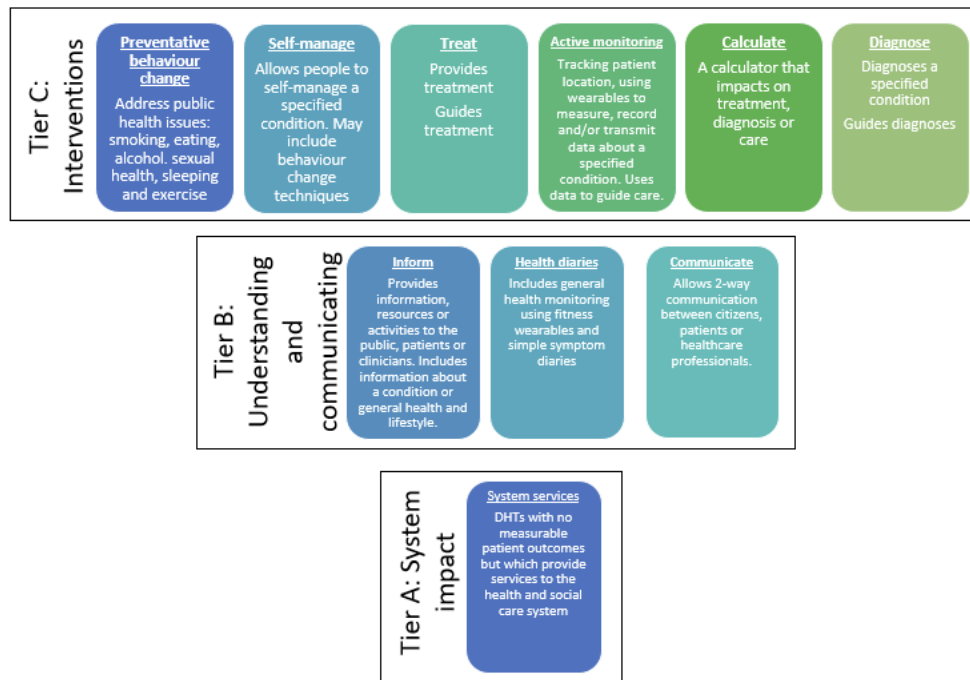 Tier C:
Interventions
Preventative
behaviour
change
Address public
health issues:
smoking, eating,
alcohol. sexual
health, sleeping
and exercise
Self-manage
Allows people to
self-manage a
specified
condition. May
include
behaviour
change
techniques
Treat
Provides
treatment
Guides
treatment
Active monitoring
Tracking patient
location, using
wearables to
measure, record
and/or transmit
data about a
specified
condition. Uses
data to guide care.
Calculate
A calculator that
impacts on
treatment,
diagnosis or
care
Diagnose
Diagnoses a
specified
condition
Guides diagnoses
Tier B:
Understanding
and
communicating
Inform
Provides
information,
resources or
activities to the
public, patients or
clinicians. Includes
information about
a condition or
general health and
lifestyle.
Health diaries
Includes general
health monitoring
using fitness
wearables and
simple symptom
diaries
Communicate
Allows 2-way
communication
between citizens,
patients or
healthcare
professionals.
Tier A: System
impact
System services
DHTs with no
measurable
patient outcomes
but which provide
services to the
health and social
care system